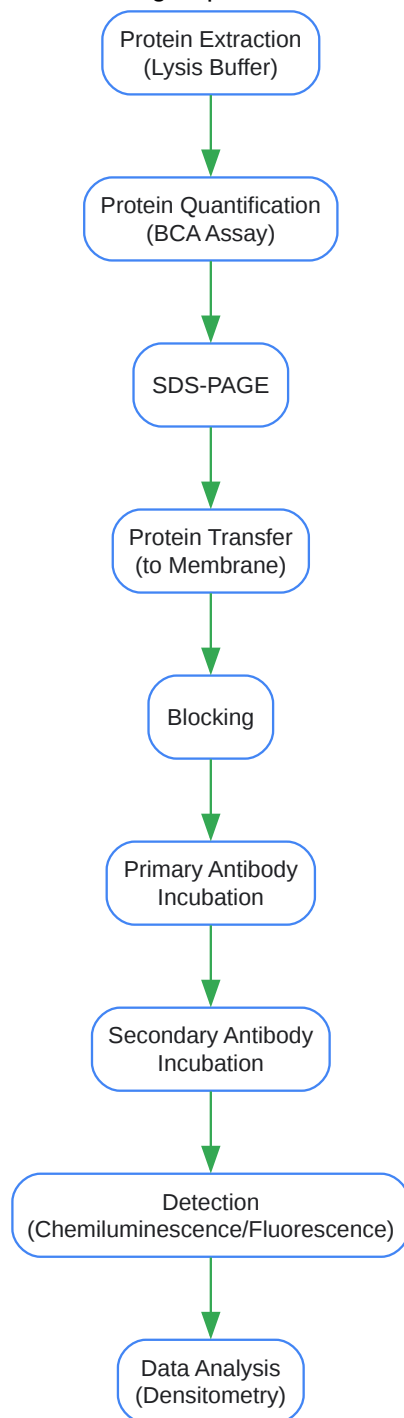 Protein Extraction
(Lysis Buffer)
Protein Quantification
(BCA Assay)
SDS-PAGE
Protein Transfer
(to Membrane)
Blocking
Primary Antibody
Incubation
Secondary Antibody
Incubation
Detection
(Chemiluminescence/Fluorescence)
Data Analysis
(Densitometry)